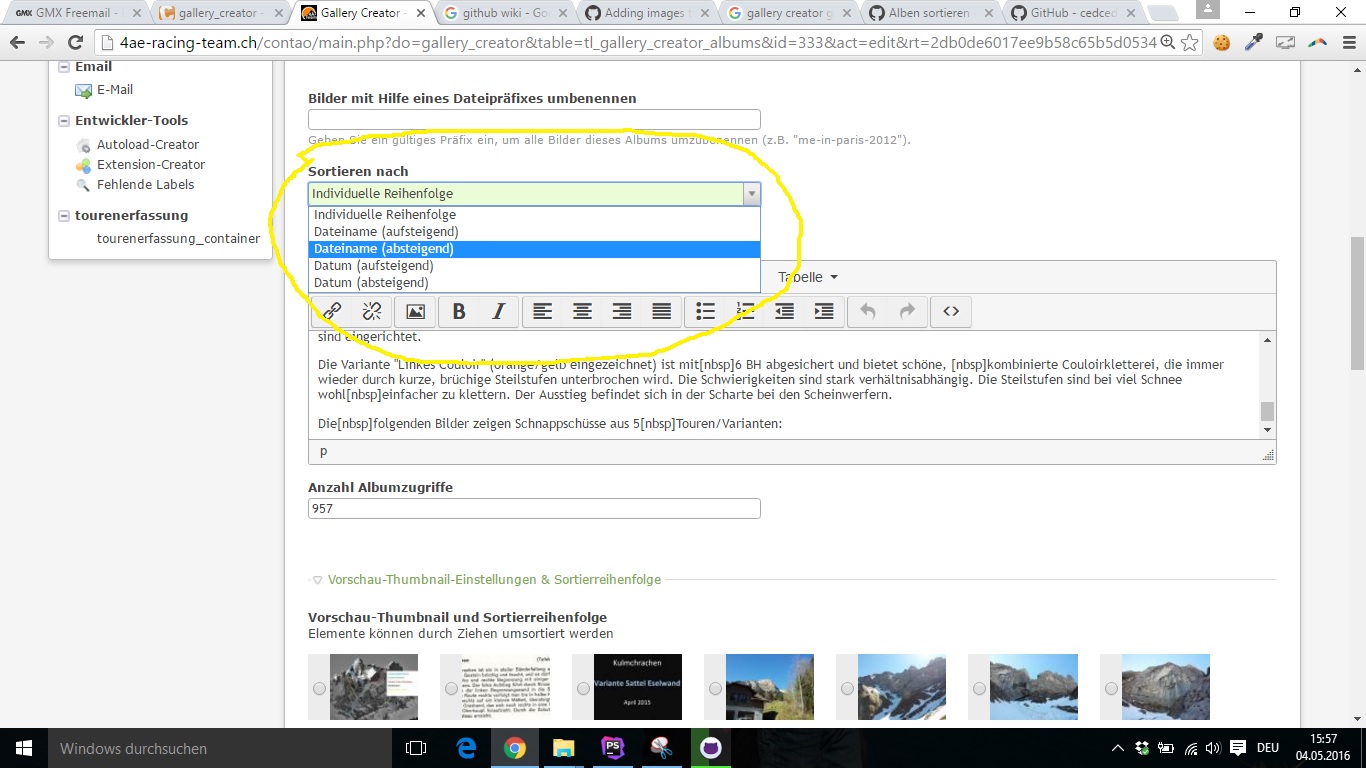 GMX Freemail -
gallery_creator -
Gallery Creator -
github wiki - Go
Adding images
gallery creator g
Alben sortieren
GitHub - cedced
4ae-racing-team.ch/contao/main.php?do=gallery_creator&table=tl_gallery_creator_albums&id=333&act=edit&rt=2db0de6017ee9b58c65b5d0534
Email
E-Mail
Entwickler-Tools
Autoload-Creator
Extension-Creator
Fehlende Labels
tourenerfassung
tourenerfassung_container
Bilder mit Hilfe eines Dateipräfixes umbenennen
Geben Sie ein gültiges Präfix ein, um alle Bilder dieses Albums umzubenennen (z.B. "me-in-paris-2012").
Sortieren nach
Individuelle Reihenfolge
Individuelle Reihenfolge
Dateiname (aufsteigend)
Dateiname (absteigend)
Datum (aufsteigend)
Datum (absteigend)
Tabelle
B I
sind eingerichtet.
Die Variante "Linkes Couloir" (orange/gelb eingezeichnet) ist mit[nbsp]6 BH abgesichert und bietet schöne, [nbsp]kombinierte Couloirkletterei, die immer
wieder durch kurze, brüchige Steilstufen unterbrochen wird. Die Schwierigkeiten sind stark verhältnisabhängig. Die Steilstufen sind bei viel Schnee
wohl[nbsp]einfacher zu klettern. Der Ausstieg befindet sich in der Scharte bei den Scheinwerfern.
Die[nbsp]folgenden Bilder zeigen Schnappschüsse aus 5[nbsp]Touren/Varianten:
p
Anzahl Albumzugriffe
957
Vorschau-Thumbnail-Einstellungen & Sortierreihenfolge
Vorschau-Thumbnail und Sortierreihenfolge
Elemente können durch Ziehen umsortiert werden
Kulmchrachen
Variante Sattel Eselwand
April 2015
Windows durchsuchen
PS
DEU
15:57
04.05.2016